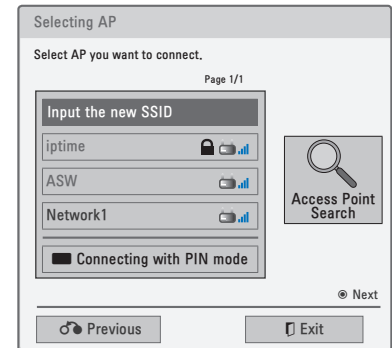 Selecting AP
Select AP you want to connect.
Page 1/1
Input the new SSID
iptime
ASW
Network1
Connecting with PIN mode
Access Point
Search
Next
Previous
Exit